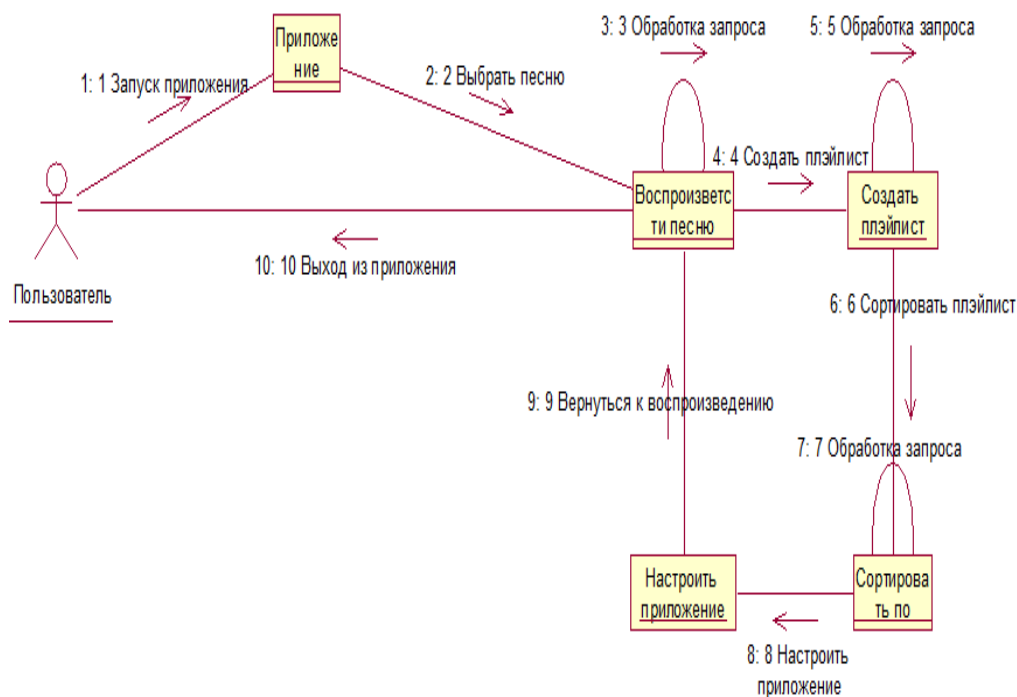 3: 3 Обработка запроса
5: 5 Обработка запроса
Приложе
ние
1: 1 Запуск приложения
2: 2 Выбрать песню
4: 4 Создать плэйлист
Воспроизветс
ти песню
Создать
плэйлист
10: 10 Выход из приложения
Пользователь
6: 6 Сортировать плэйлист
9: 9 Вернуться к воспроизведению
7: 7 Обработка запроса
Настроить
приложение
Сортирова
ть по
8: 8 Настроить
приложение